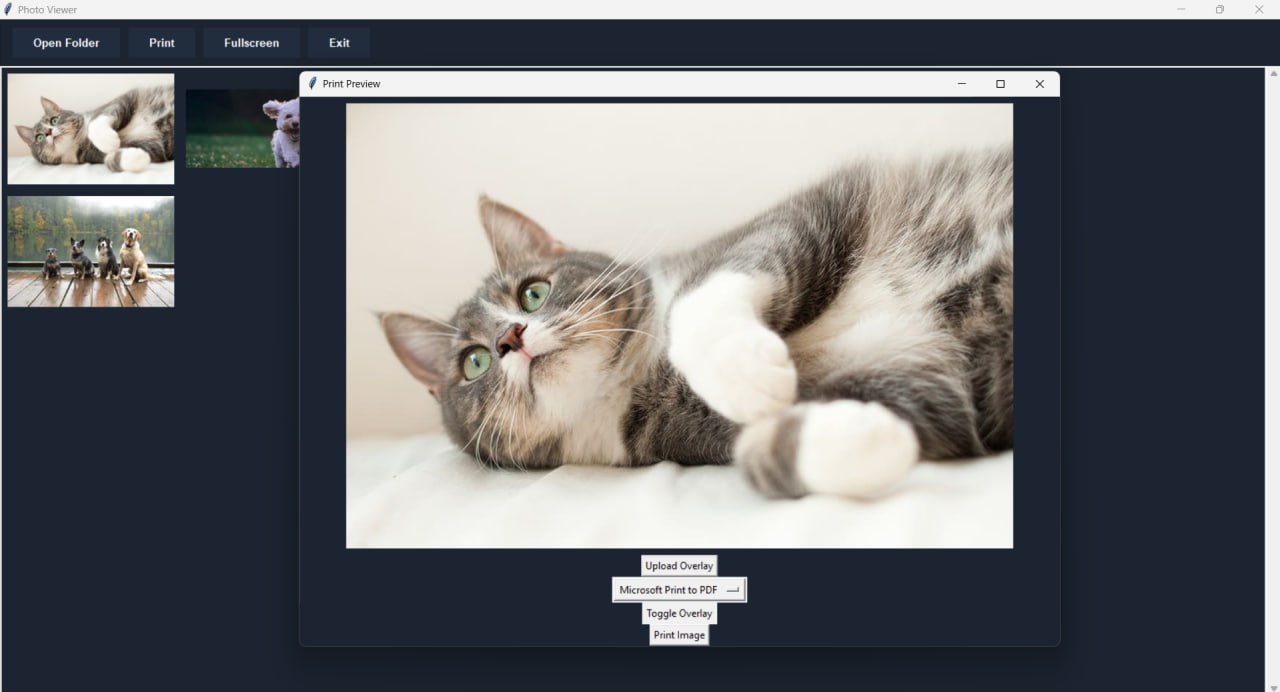 Photo Viewer
Open Folder Print Fullscreen Exit
Print Preview
Upload Overlay
Microsoft Print to PDF
Toggle Overlay
Print Image